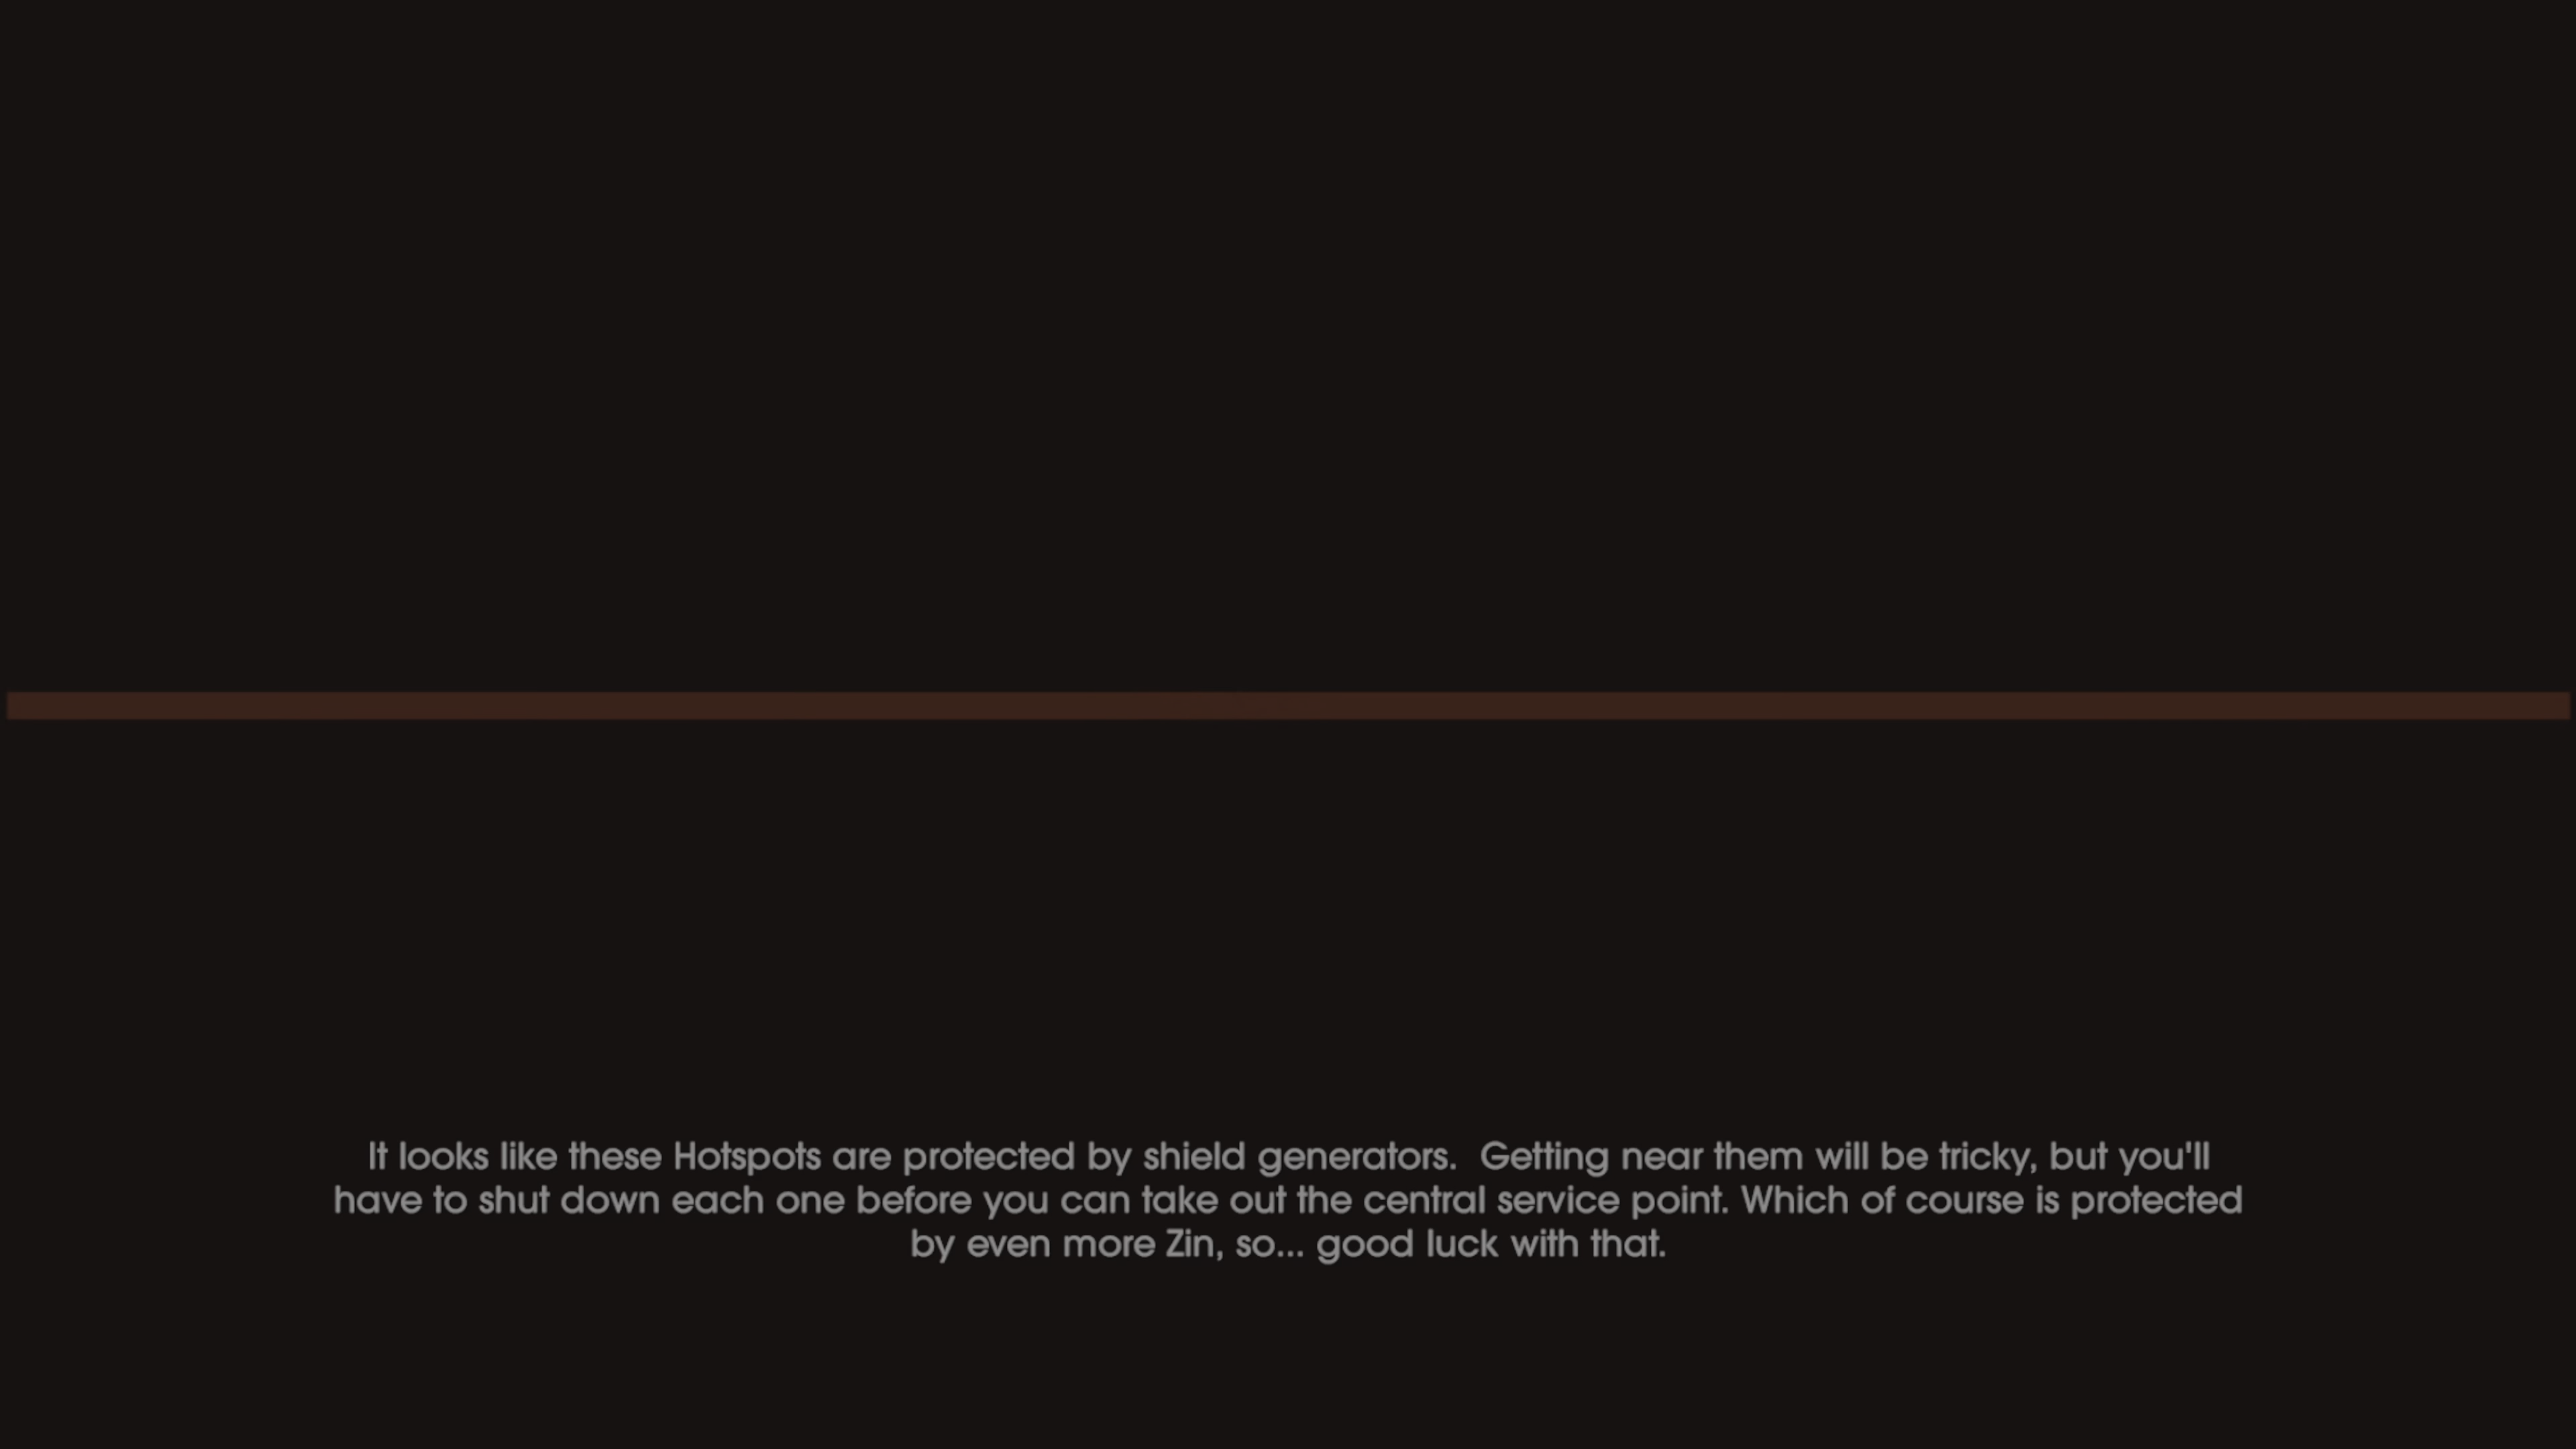 It looks like these Hotspots are protected by shield generators.  Getting near them will be tricky, but you'll
have to shut down each one before you can take out the central service point. Which of course is protected
by even more Zin, so... good luck with that.